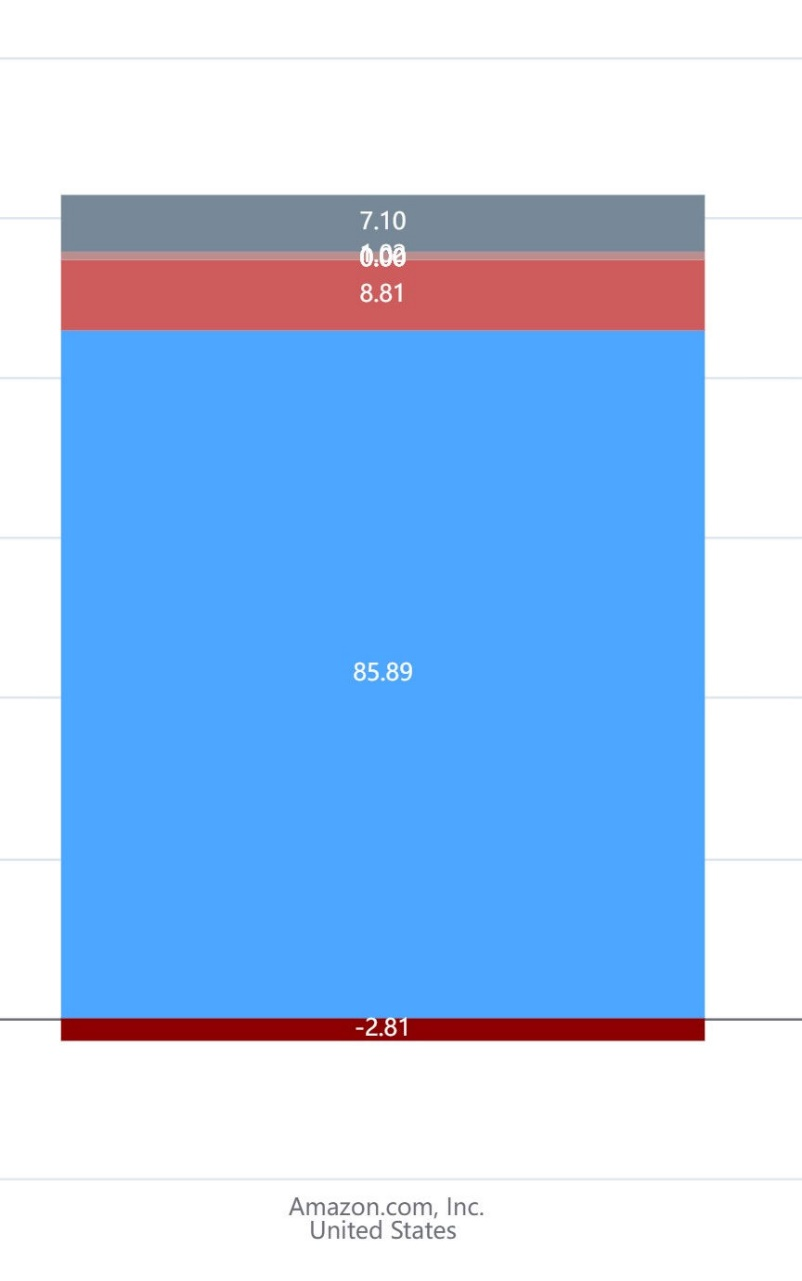 7.10
8.81
85.89
-2.81
Amazon.com, Inc.
United States